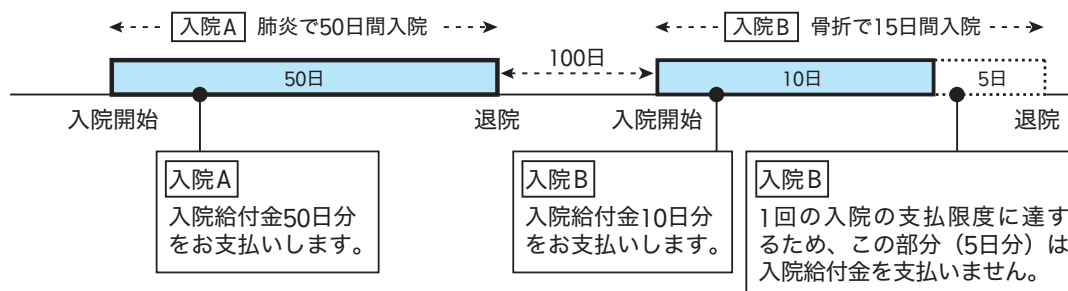 入院A 肺炎で50日間入院
入院B 骨折で15日間入院
50日
100日
10日
5日
入院開始
退院
入院開始
退院
入院A
入院給付金50日分
をお支払いします。
入院B
入院給付金10日分
をお支払いします。
入院B
1回の入院の支払限度に達す
るため、この部分（5日分）は
入院給付金を支払いません。